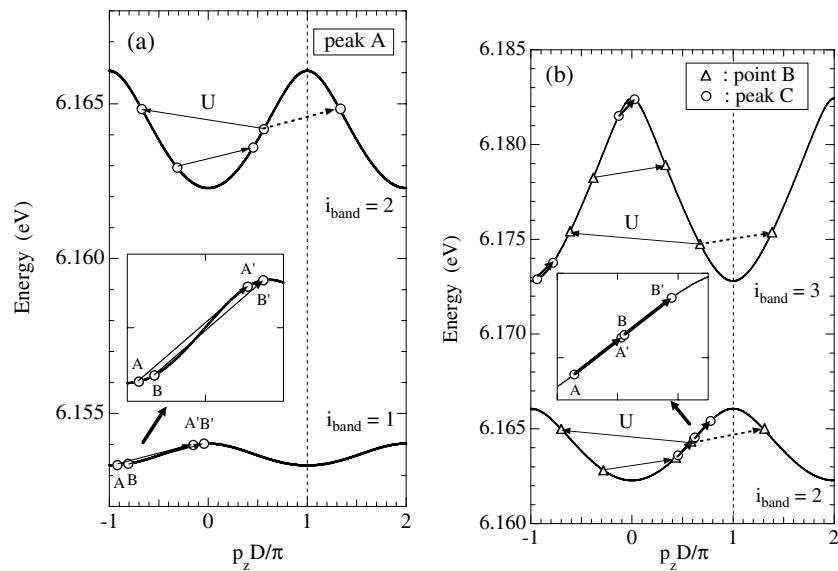 (a)
peak A
6.165
U
i_band = 2
6.160
Energy (eV)
A'
B'
A
B
6.155
i_band = 1
A'B'
A B
-1
0
1
2
p_z D/π
6.185
(b)
△ : point B
○ : peak C
6.180
6.175
U
Energy (eV)
B'
i_band = 3
B
6.170
A'
A
U
6.165
i_band = 2
6.160
-1
0
1
2
p_z D/π